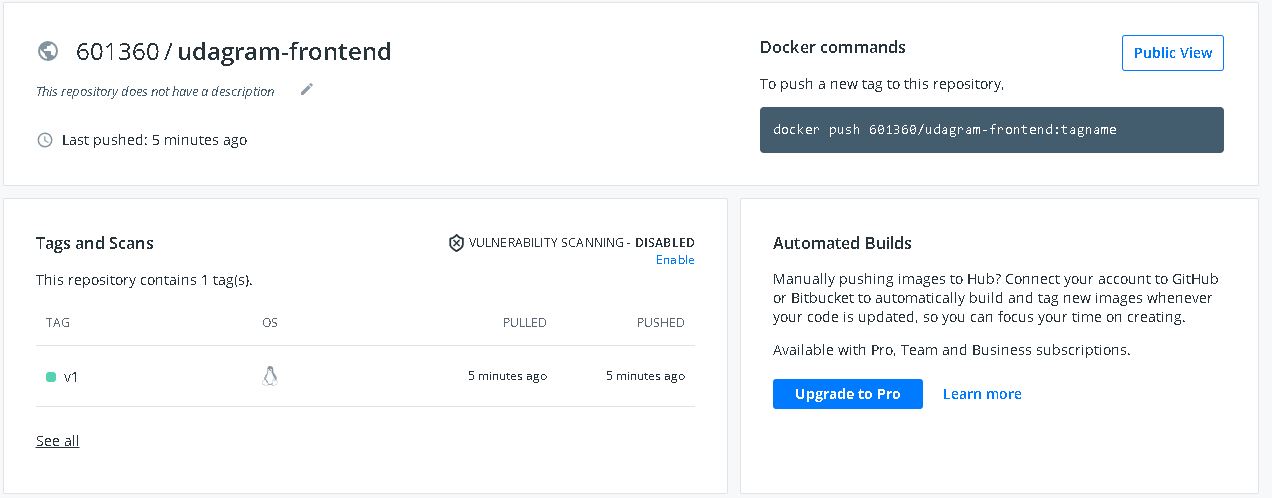 601360 / udagram-frontend
This repository does not have a description
Last pushed: 5 minutes ago
Docker commands
Public View
To push a new tag to this repository,
docker push 601360/udagram-frontend:tagname
Tags and Scans
VULNERABILITY SCANNING - DISABLED
Enable
This repository contains 1 tag(s).
TAG OS PULLED PUSHED
v1 5 minutes ago 5 minutes ago
See all
Automated Builds
Manually pushing images to Hub? Connect your account to GitHub
or Bitbucket to automatically build and tag new images whenever
your code is updated, so you can focus your time on creating.
Available with Pro, Team and Business subscriptions.
Upgrade to Pro Learn more